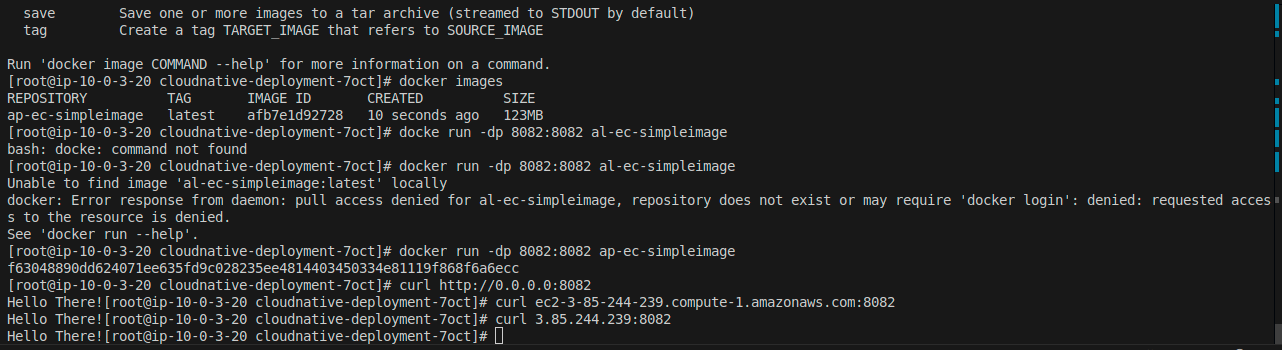 save        Save one or more images to a tar archive (streamed to STDOUT by default)
tag         Create a tag TARGET_IMAGE that refers to SOURCE_IMAGE
Run 'docker image COMMAND --help' for more information on a command.
[root@ip-10-0-3-20 cloudnative-deployment-7oct]# docker images
REPOSITORY          TAG       IMAGE ID       CREATED          SIZE
ap-ec-simpleimage   latest    afb7e1d92728   10 seconds ago   123MB
[root@ip-10-0-3-20 cloudnative-deployment-7oct]# docke run -dp 8082:8082 al-ec-simpleimage
bash: docke: command not found
[root@ip-10-0-3-20 cloudnative-deployment-7oct]# docker run -dp 8082:8082 al-ec-simpleimage
Unable to find image 'al-ec-simpleimage:latest' locally
docker: Error response from daemon: pull access denied for al-ec-simpleimage, repository does not exist or may require 'docker login': denied: requested acces
s to the resource is denied.
See 'docker run --help'.
[root@ip-10-0-3-20 cloudnative-deployment-7oct]# docker run -dp 8082:8082 ap-ec-simpleimage
f63048890dd624071ee635fd9c028235ee4814403450334e81119f868f6a6ecc
[root@ip-10-0-3-20 cloudnative-deployment-7oct]# curl http://0.0.0.0:8082
Hello There![root@ip-10-0-3-20 cloudnative-deployment-7oct]# curl ec2-3-85-244-239.compute-1.amazonaws.com:8082
Hello There![root@ip-10-0-3-20 cloudnative-deployment-7oct]# curl 3.85.244.239:8082
Hello There![root@ip-10-0-3-20 cloudnative-deployment-7oct]#